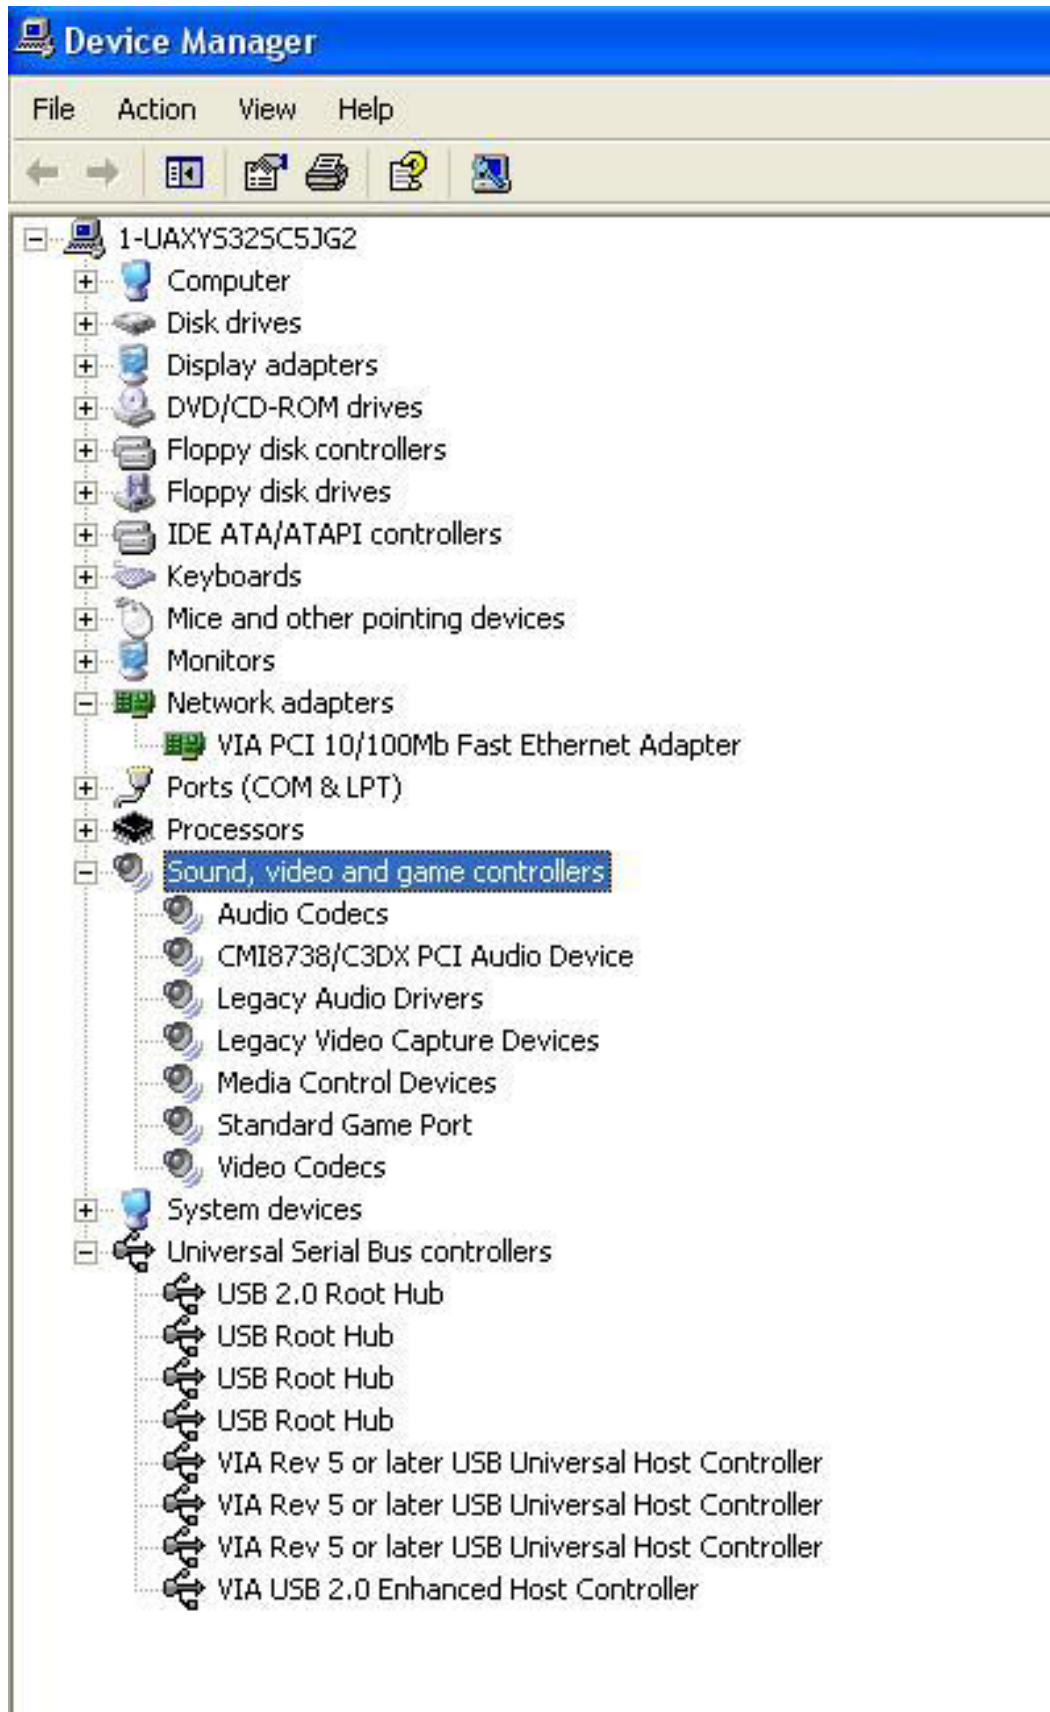 Device Manager
File Action View Help
1-UAXYS32SC5JG2
Computer
Disk drives
Display adapters
DVD/CD-ROM drives
Floppy disk controllers
Floppy disk drives
IDE ATA/ATAPI controllers
Keyboards
Mice and other pointing devices
Monitors
Network adapters
VIA PCI 10/100Mb Fast Ethernet Adapter
Ports (COM & LPT)
Processors
Sound, video and game controllers
Audio Codecs
CMI8738/C3DX PCI Audio Device
Legacy Audio Drivers
Legacy Video Capture Devices
Media Control Devices
Standard Game Port
Video Codecs
System devices
Universal Serial Bus controllers
USB 2.0 Root Hub
USB Root Hub
USB Root Hub
USB Root Hub
VIA Rev 5 or later USB Universal Host Controller
VIA Rev 5 or later USB Universal Host Controller
VIA Rev 5 or later USB Universal Host Controller
VIA USB 2.0 Enhanced Host Controller